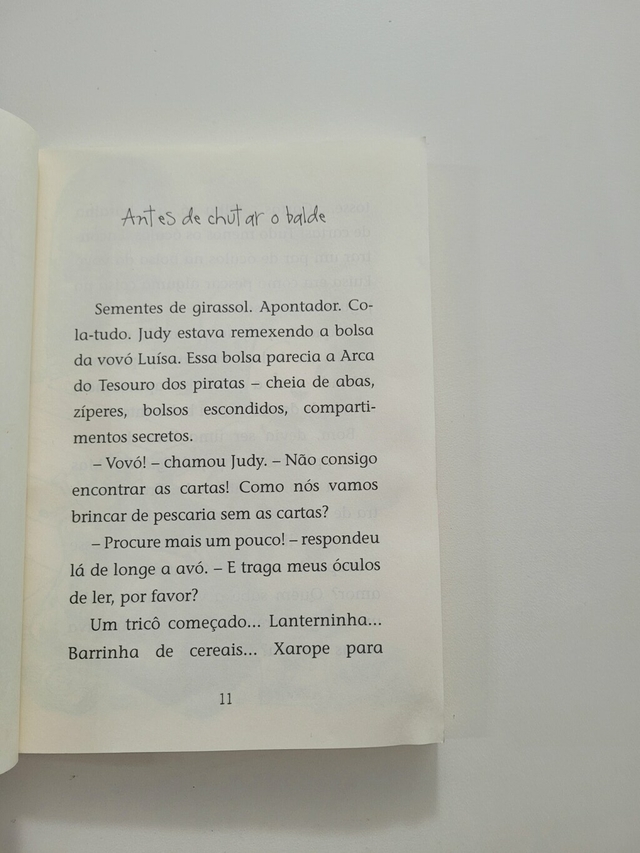 Antes de chutar o balde
Sementes de girassol. Apontador. Co-
la-tudo. Judy estava remexendo a bolsa
da vovó Luísa. Essa bolsa parecia a Arca
do Tesouro dos piratas – cheia de abas,
zíperes, bolsos escondidos, comparti-
mentos secretos.
– Vovó! – chamou Judy. – Não consigo
encontrar as cartas! Como nós vamos
brincar de pescaria sem as cartas?
– Procure mais um pouco! – respondeu
lá de longe a avó. – E traga meus óculos
de ler, por favor?
Um tricô começado... Lanterninha...
Barrinha de cereais... Xarope para
11